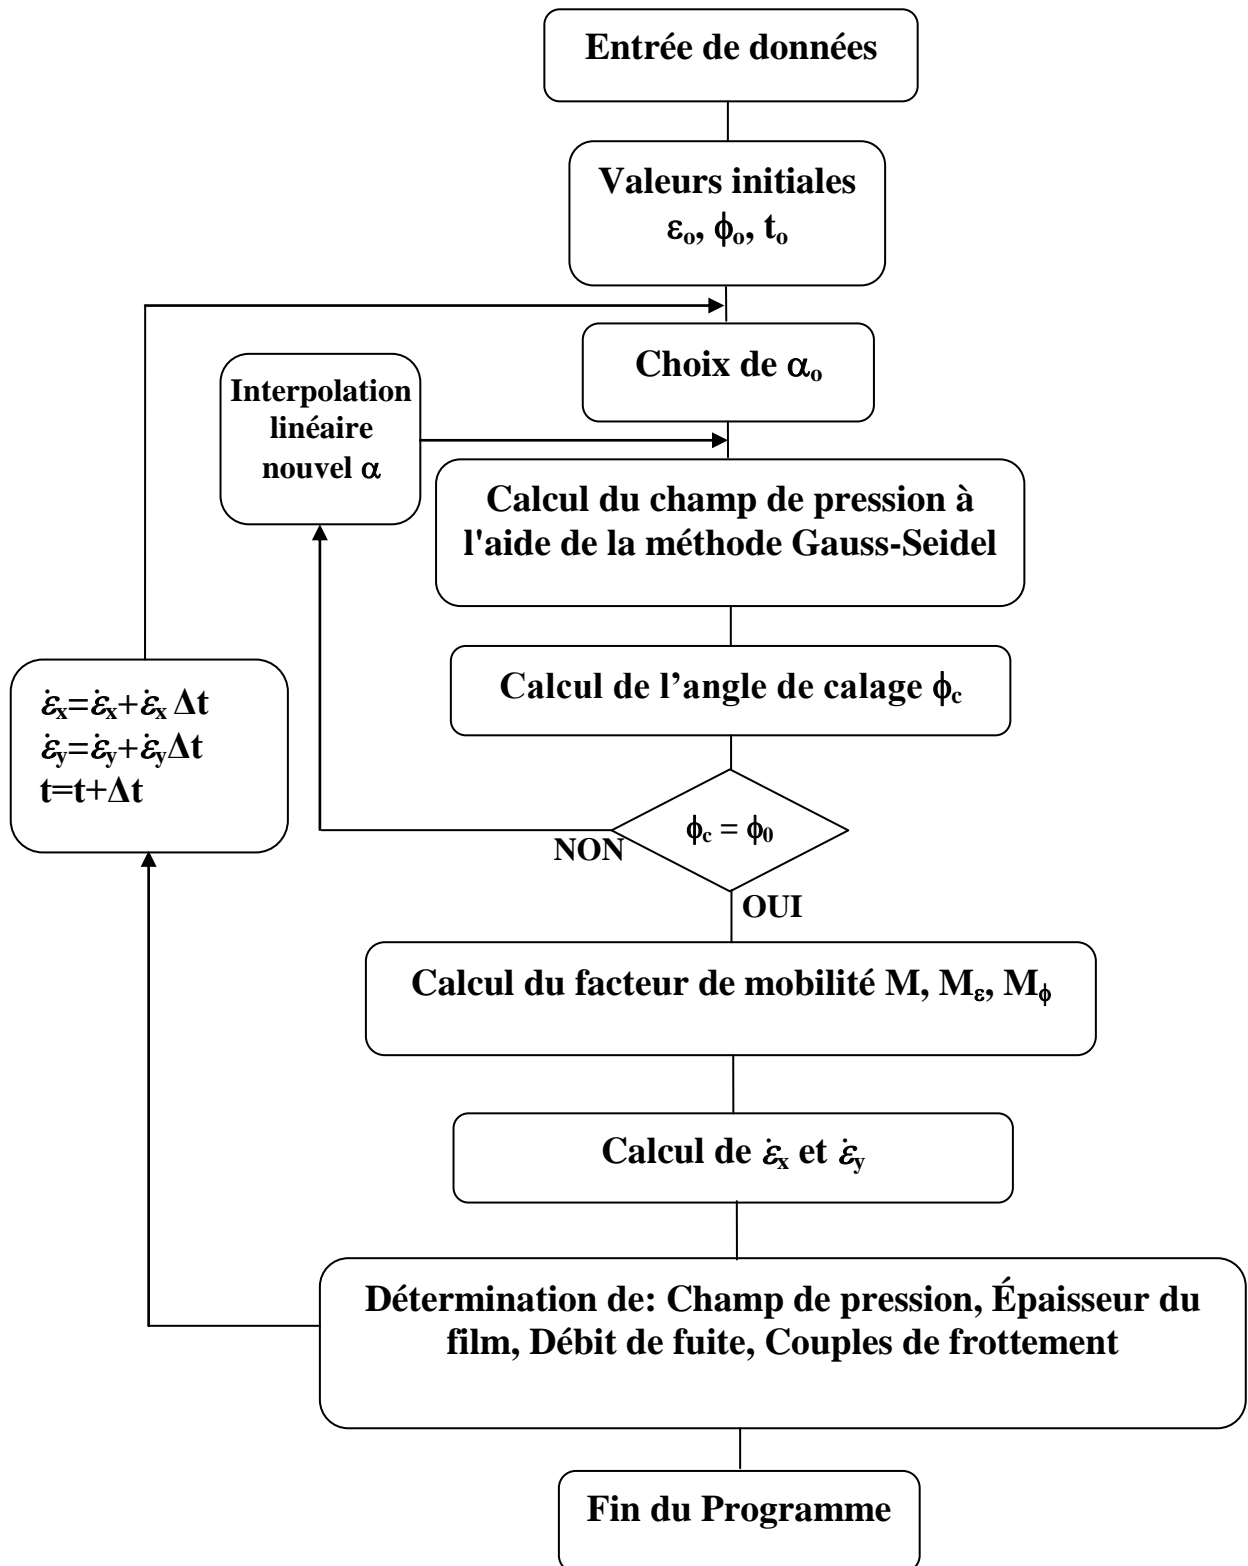 Entrée de données
Valeurs initiales
εₒ, ϕₒ, tₒ
Choix de αₒ
Interpolation
linéaire
nouvel α
Calcul du champ de pression à
l'aide de la méthode Gauss-Seidel
Calcul de l’angle de calage ϕc
ε̇x=ε̇x+ε̇x Δt
ε̇y=ε̇y+ε̇yΔt
t=t+Δt
ϕc = ϕ₀
NON
OUI
Calcul du facteur de mobilité M, Mε, Mϕ
Calcul de ε̇x et ε̇y
Détermination de: Champ de pression, Épaisseur du
film, Débit de fuite, Couples de frottement
Fin du Programme